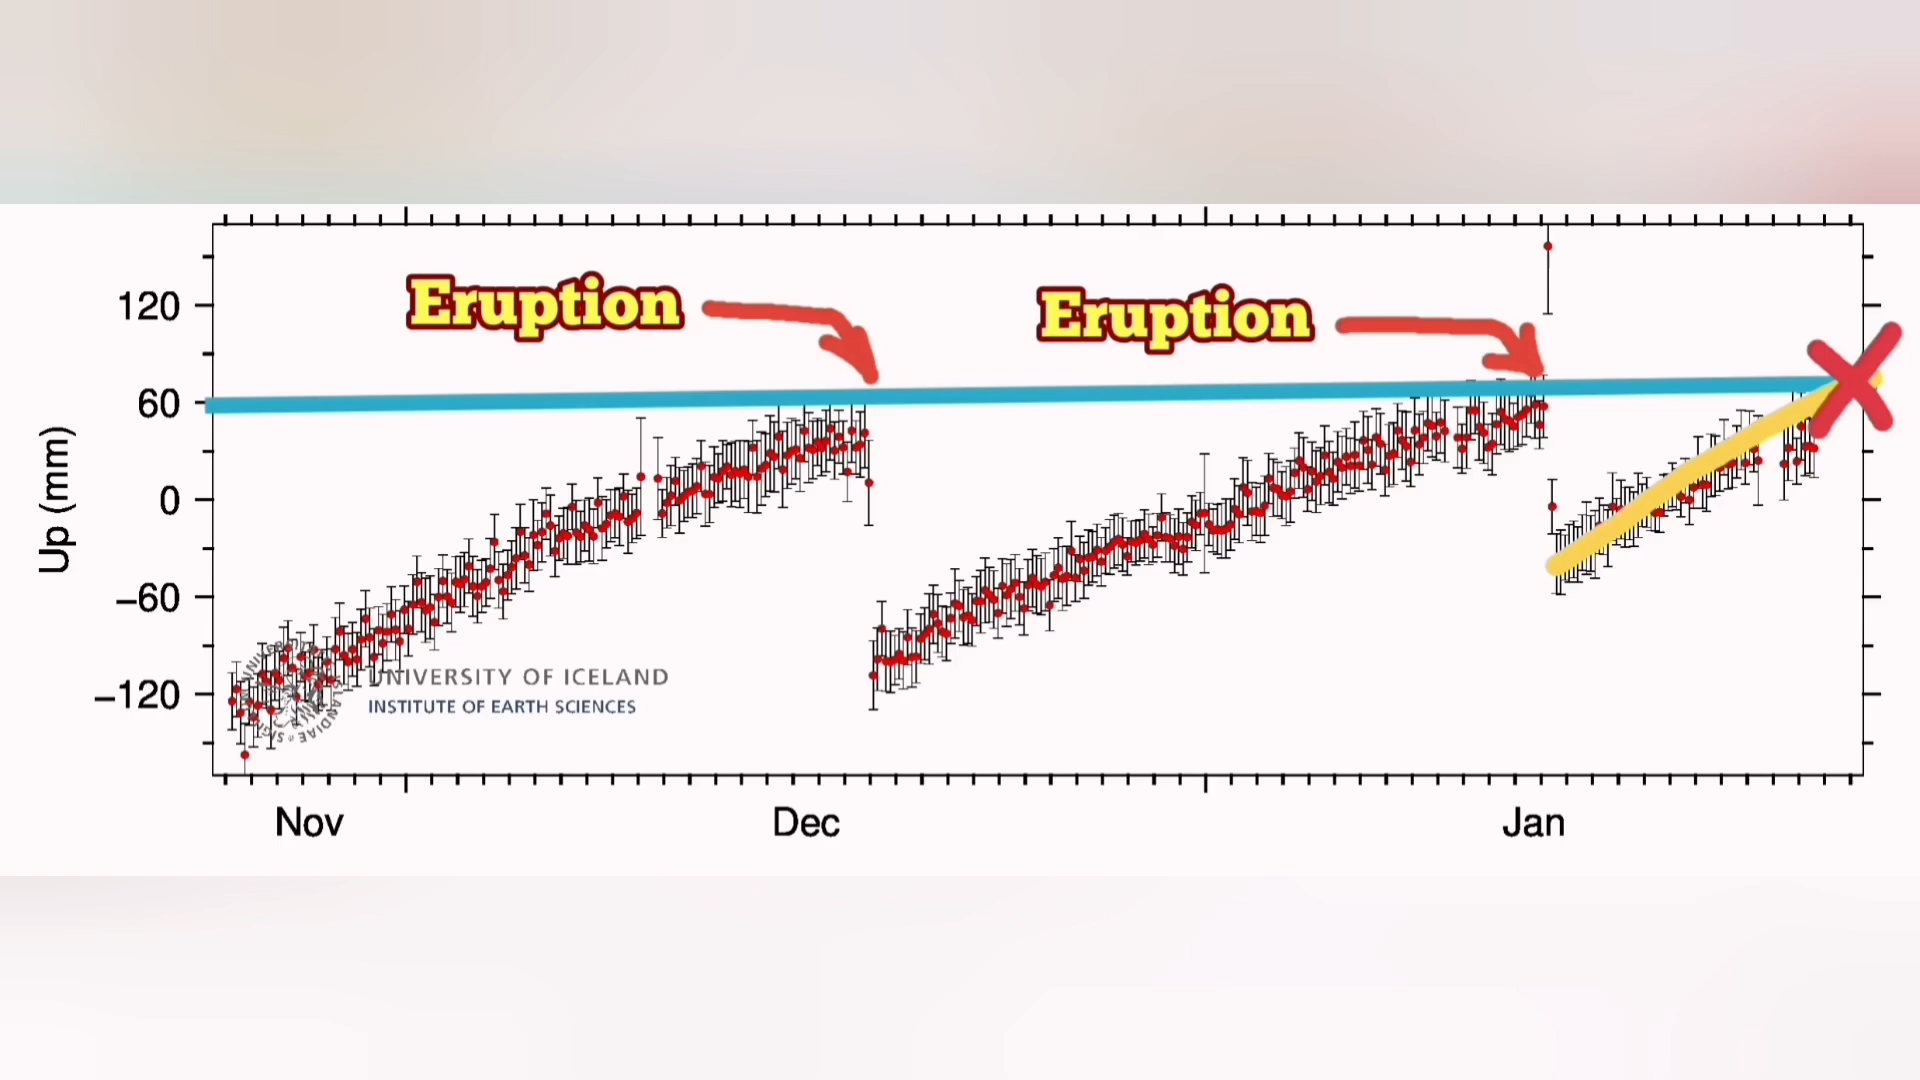 Eruption
Eruption
120
60
0
−60
−120
Up (mm)
UNIVERSITY OF ICELAND
INSTITUTE OF EARTH SCIENCES
Nov
Dec
Jan